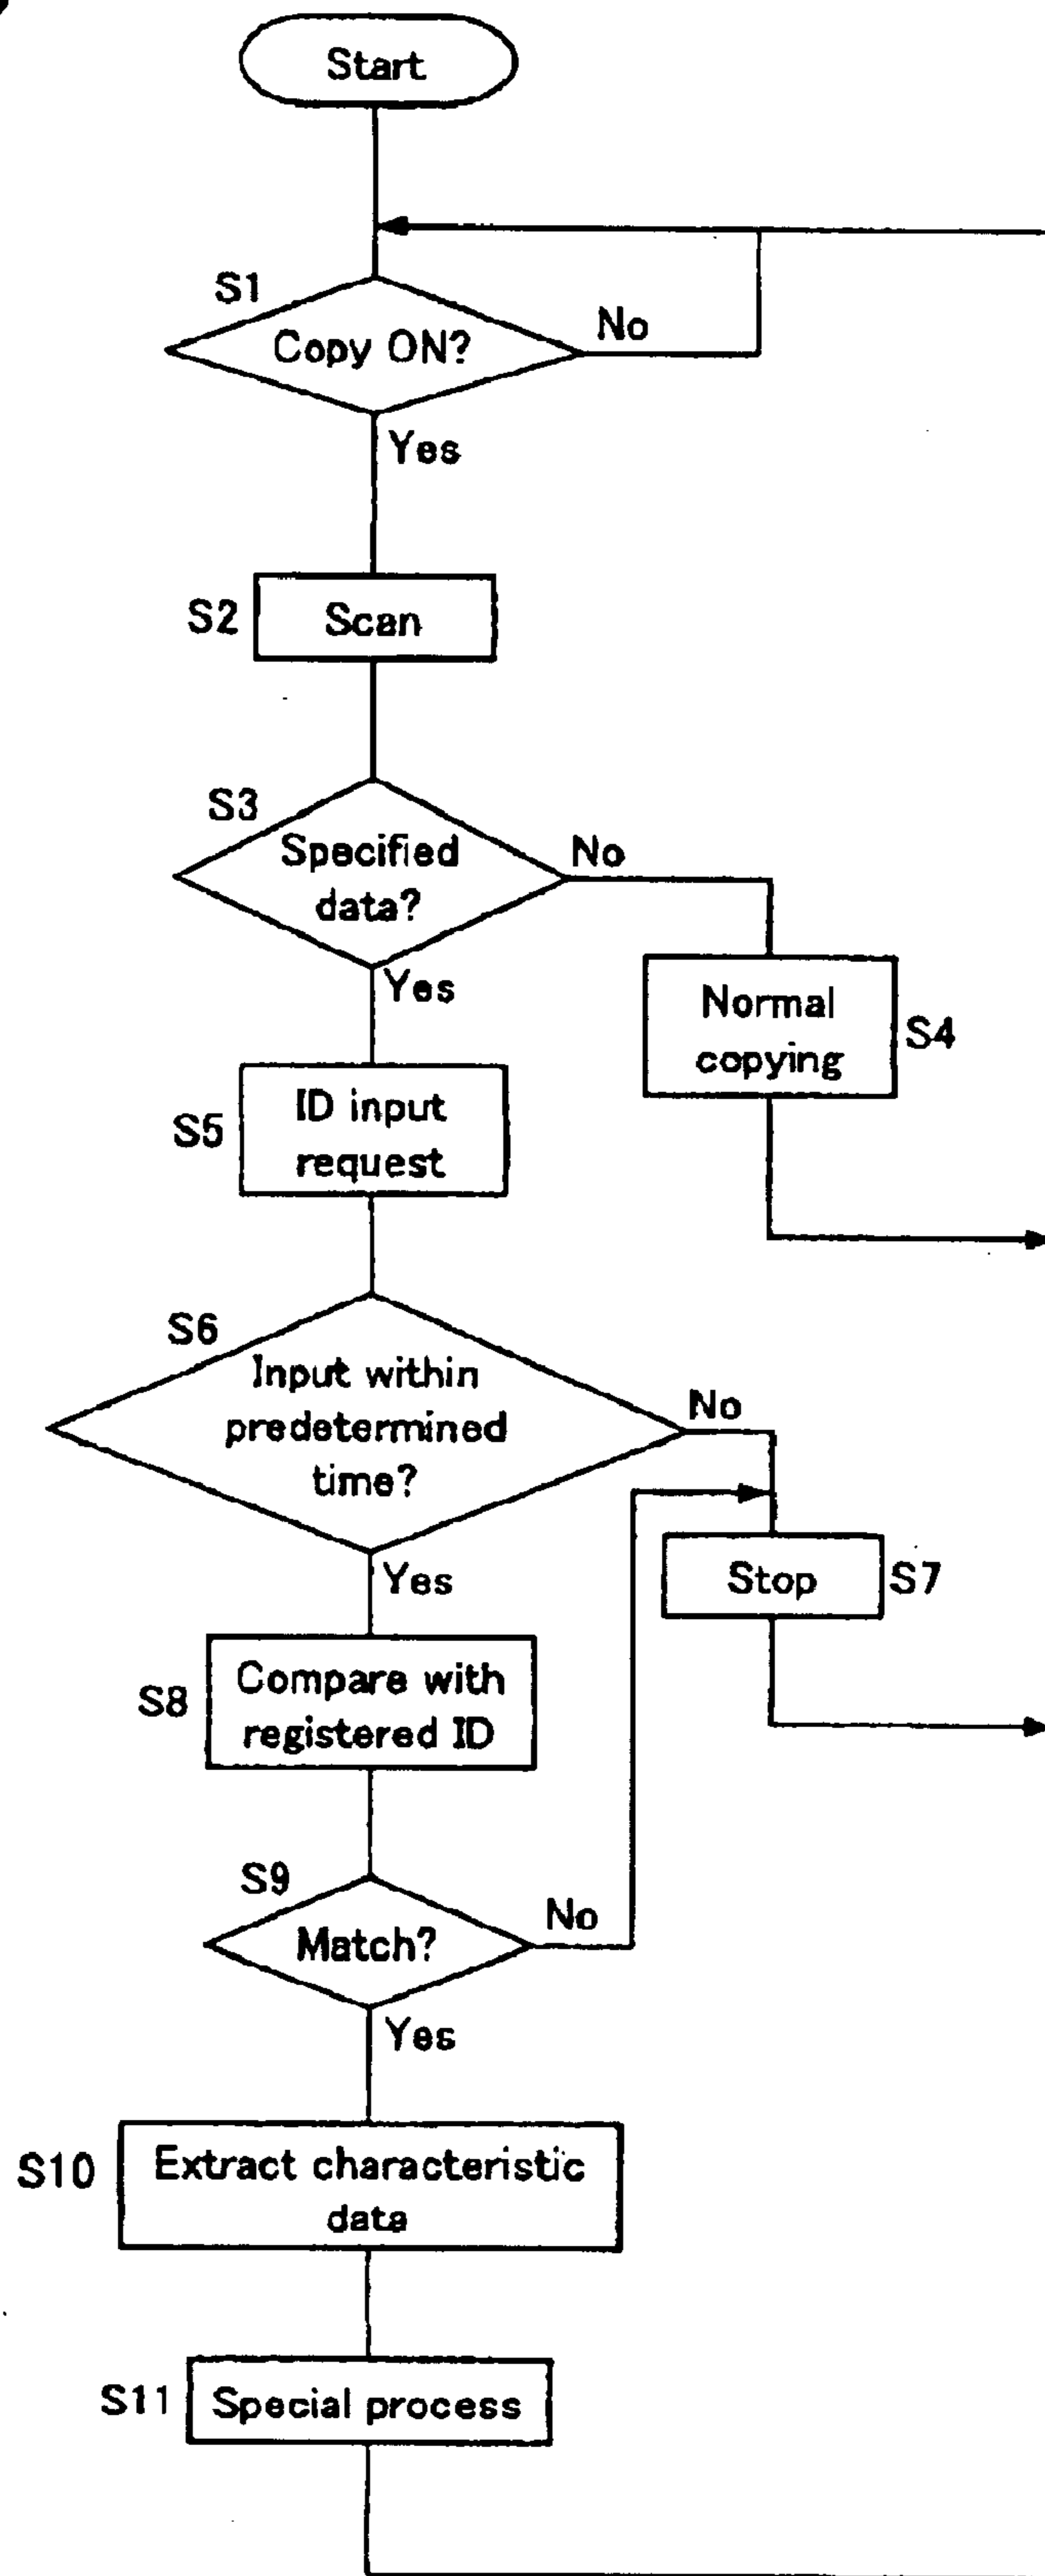 Start
S1
Copy ON?
No
Yes
S2
Scan
S3
Specified
data?
No
Yes
Normal
copying
S4
S5
ID input
request
S6
Input within
predetermined
time?
No
Yes
Stop
S7
S8
Compare with
registered ID
S9
Match?
No
Yes
S10
Extract characteristic
data
S11
Special process